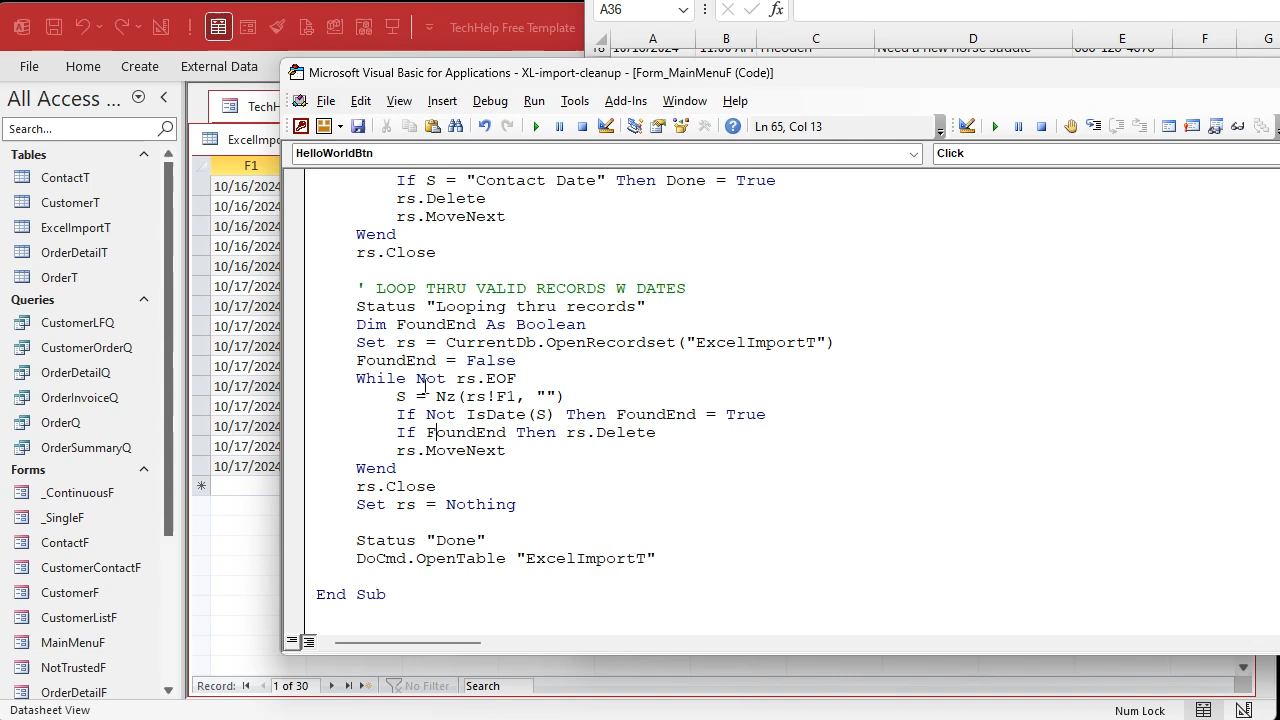 TechHelp Free Template
A36
fx
A B C D E F G
File Home Create External Data
Microsoft Visual Basic for Applications - XL-import-cleanup - [Form_MainMenuF (Code)]
All Access ...
File Edit View Insert Debug Run Tools Add-Ins Window Help
TechH
Search...
Ln 65, Col 13
ExcelImpo
HelloWorldBtn
Click
Tables
F1
ContactT
CustomerT
ExcelImportT
OrderDetailT
OrderT
Queries
CustomerLFQ
CustomerOrderQ
OrderDetailQ
OrderInvoiceQ
OrderQ
OrderSummaryQ
Forms
_ContinuousF
_SingleF
ContactF
CustomerContactF
CustomerF
CustomerListF
MainMenuF
NotTrustedF
OrderDetailF
10/16/2024
10/16/2024
10/16/2024
10/16/2024
10/16/2024
10/17/2024
10/17/2024
10/17/2024
10/17/2024
10/17/2024
10/17/2024
10/17/2024
10/17/2024
10/17/2024
10/17/2024
If S = "Contact Date" Then Done = True
rs.Delete
rs.MoveNext
Wend
rs.Close
' LOOP THRU VALID RECORDS W DATES
Status "Looping thru records"
Dim FoundEnd As Boolean
Set rs = CurrentDb.OpenRecordset("ExcelImportT")
FoundEnd = False
While Not rs.EOF
S = Nz(rs!F1, "")
If Not IsDate(S) Then FoundEnd = True
If FoundEnd Then rs.Delete
rs.MoveNext
Wend
rs.Close
Set rs = Nothing
Status "Done"
DoCmd.OpenTable "ExcelImportT"
End Sub
Record: 1 of 30 No Filter Search
Datasheet View
Num Lock